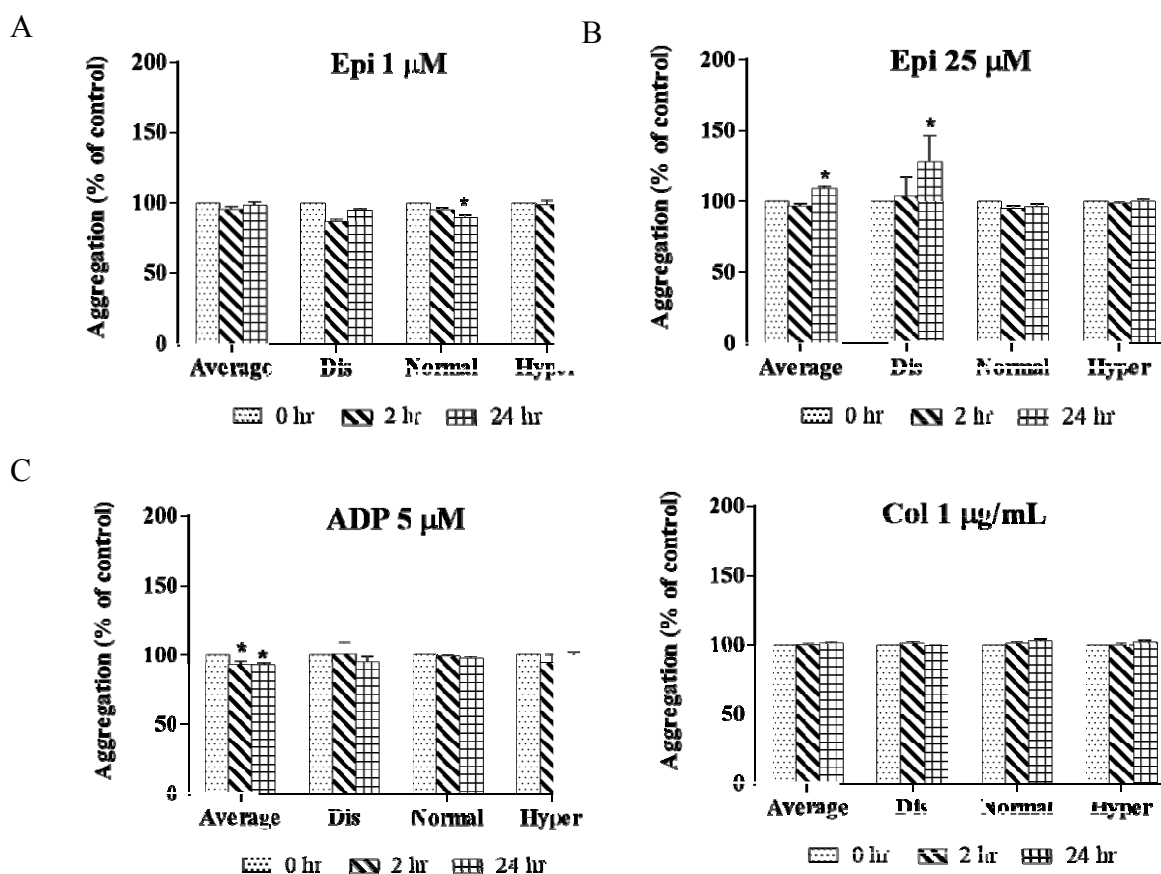 A
Epi 1 μM
Aggregation (% of control)
200
150
100
50
0
*
Average Dis Normal Hyper
0 hr 2 hr 24 hr
B
Epi 25 μM
Aggregation (% of control)
200
150
100
50
0
* *
Average Dis Normal Hyper
0 hr 2 hr 24 hr
C
ADP 5 μM
Aggregation (% of control)
200
150
100
50
0
* *
Average Dis Normal Hyper
0 hr 2 hr 24 hr
Col 1 μg/mL
Aggregation (% of control)
200
150
100
50
0
Average Dis Normal Hyper
0 hr 2 hr 24 hr